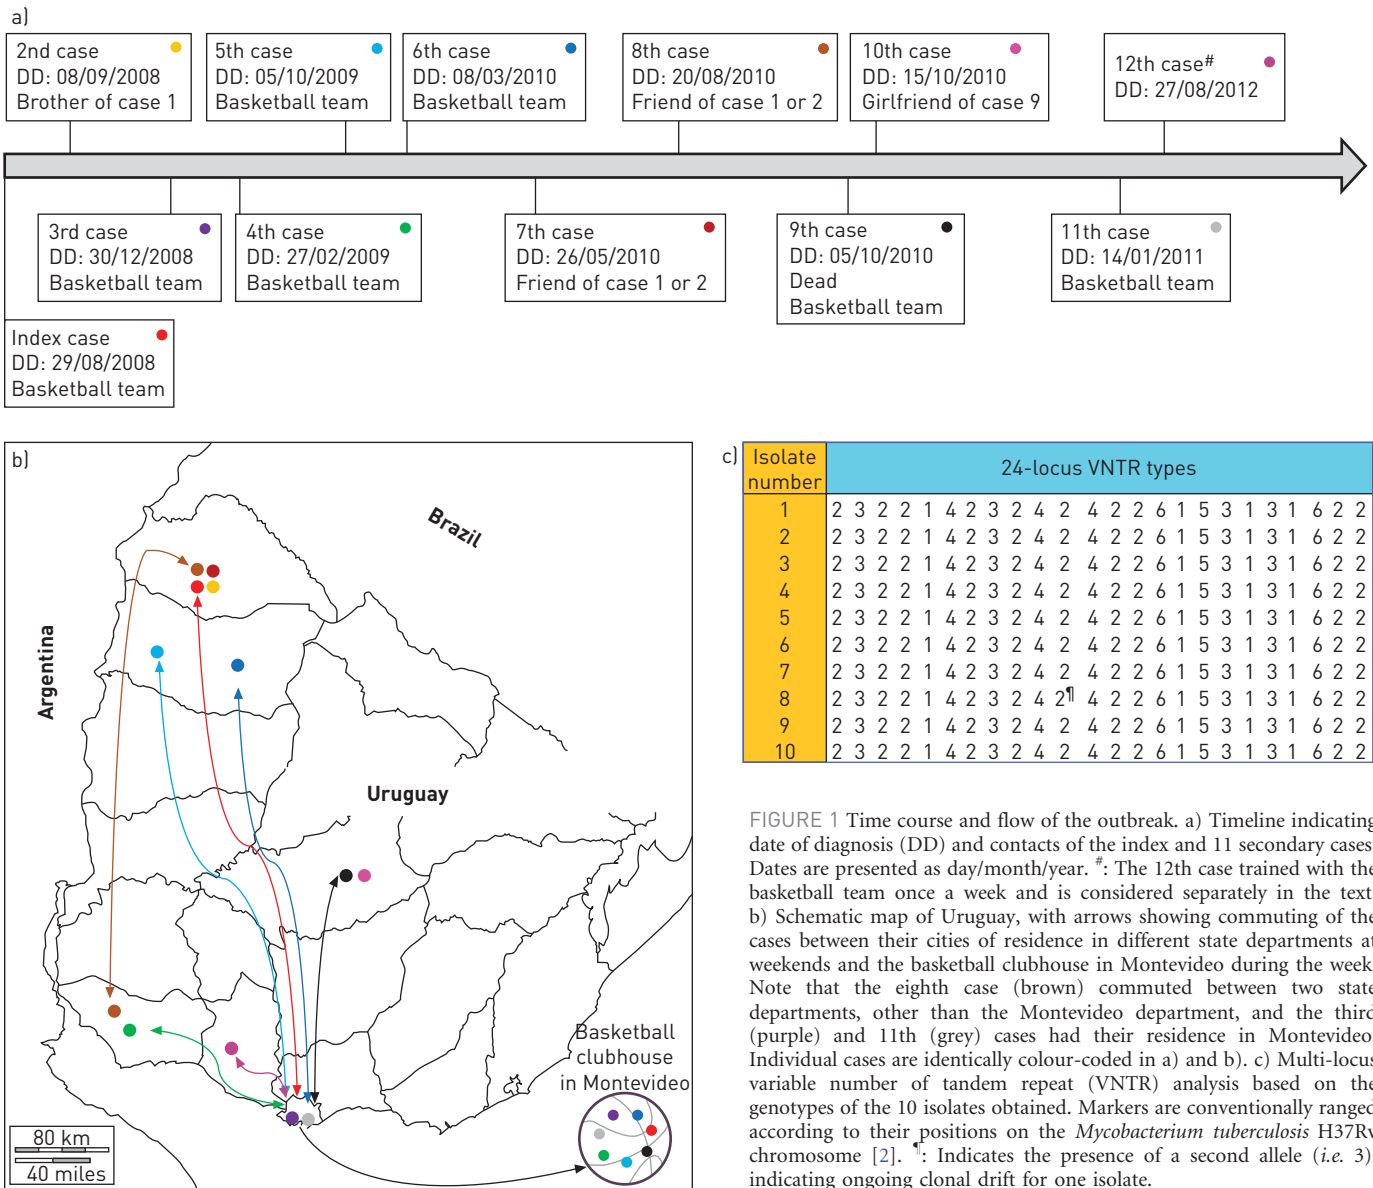 a)
2nd case
DD: 08/09/2008
Brother of case 1
5th case
DD: 05/10/2009
Basketball team
6th case
DD: 08/03/2010
Basketball team
8th case
DD: 20/08/2010
Friend of case 1 or 2
10th case
DD: 15/10/2010
Girlfriend of case 9
12th case#
DD: 27/08/2012
3rd case
DD: 30/12/2008
Basketball team
4th case
DD: 27/02/2009
Basketball team
7th case
DD: 26/05/2010
Friend of case 1 or 2
9th case
DD: 05/10/2010
Dead
Basketball team
11th case
DD: 14/01/2011
Basketball team
Index case
DD: 29/08/2008
Basketball team
b)
Brazil
Argentina
Uruguay
Basketball
clubhouse
in Montevideo
80 km
40 miles
c)
Isolate
number
24-locus VNTR types
1 2 3 2 2 1 4 2 3 2 4 2 4 2 2 6 1 5 3 1 3 1 6 2 2
2 2 3 2 2 1 4 2 3 2 4 2 4 2 2 6 1 5 3 1 3 1 6 2 2
3 2 3 2 2 1 4 2 3 2 4 2 4 2 2 6 1 5 3 1 3 1 6 2 2
4 2 3 2 2 1 4 2 3 2 4 2 4 2 2 6 1 5 3 1 3 1 6 2 2
5 2 3 2 2 1 4 2 3 2 4 2 4 2 2 6 1 5 3 1 3 1 6 2 2
6 2 3 2 2 1 4 2 3 2 4 2 4 2 2 6 1 5 3 1 3 1 6 2 2
7 2 3 2 2 1 4 2 3 2 4 2 4 2 2 6 1 5 3 1 3 1 6 2 2
8 2 3 2 2 1 4 2 3 2 4 2¶ 4 2 2 6 1 5 3 1 3 1 6 2 2
9 2 3 2 2 1 4 2 3 2 4 2 4 2 2 6 1 5 3 1 3 1 6 2 2
10 2 3 2 2 1 4 2 3 2 4 2 4 2 2 6 1 5 3 1 3 1 6 2 2
FIGURE 1 Time course and flow of the outbreak. a) Timeline indicating
date of diagnosis (DD) and contacts of the index and 11 secondary cases
Dates are presented as day/month/year. #: The 12th case trained with the
basketball team once a week and is considered separately in the text
b) Schematic map of Uruguay, with arrows showing commuting of the
cases between their cities of residence in different state departments at
weekends and the basketball clubhouse in Montevideo during the week
Note that the eighth case (brown) commuted between two state
departments, other than the Montevideo department, and the third
(purple) and 11th (grey) cases had their residence in Montevideo
Individual cases are identically colour-coded in a) and b). c) Multi-locus
variable number of tandem repeat (VNTR) analysis based on the
genotypes of the 10 isolates obtained. Markers are conventionally ranged
according to their positions on the Mycobacterium tuberculosis H37Rv
chromosome [2]. ¶: Indicates the presence of a second allele (i.e. 3)
indicating ongoing clonal drift for one isolate.